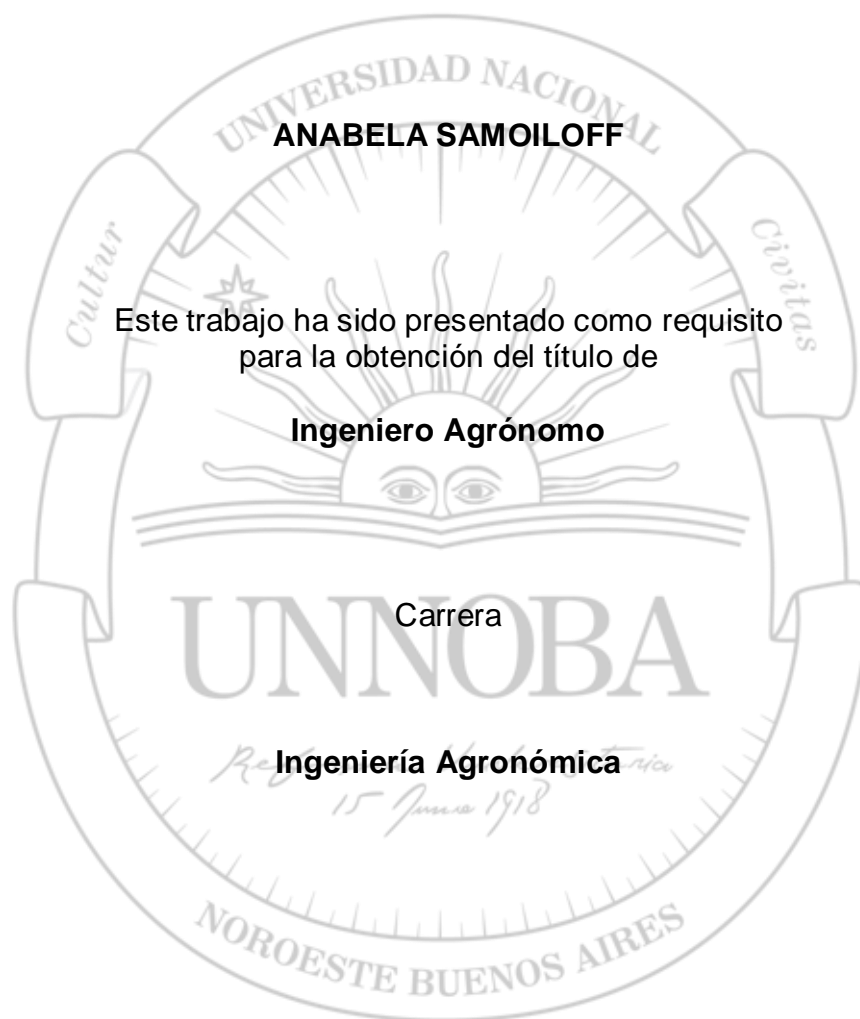 UNIVERSIDAD NACIONAL
ANABELA SAMOILOFF
Cultur
Civitas
Este trabajo ha sido presentado como requisito
para la obtención del título de
Ingeniero Agrónomo
Carrera
UNNOBA
Ingeniería Agronómica
15 Junio 1918
NOROESTE BUENOS AIRES